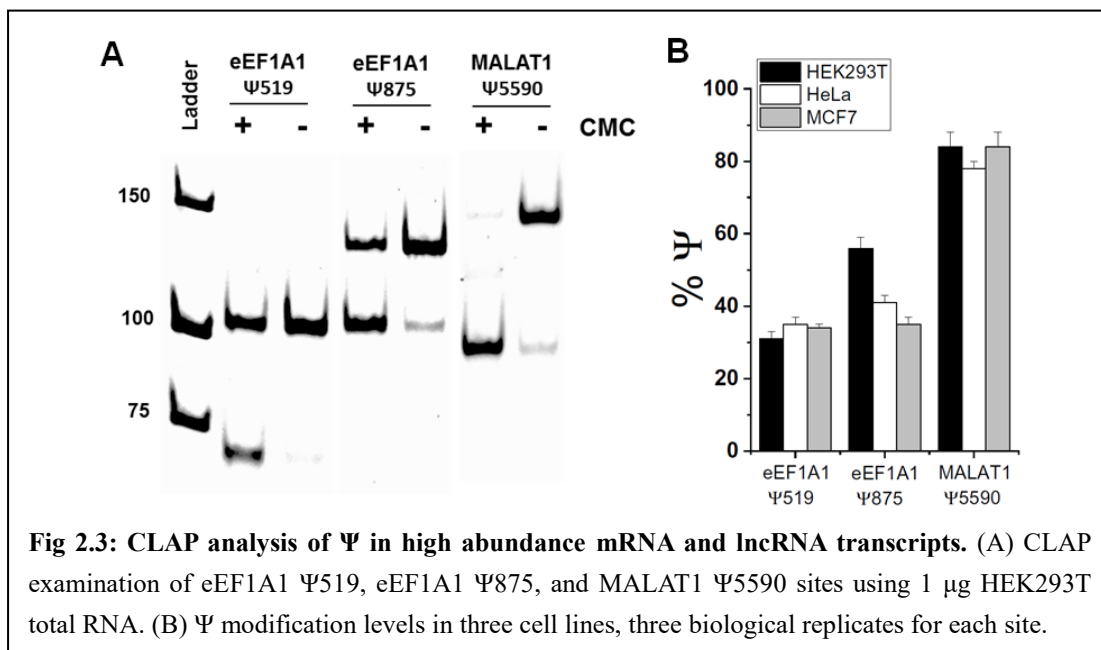 A
Ladder
eEF1A1 eEF1A1 MALAT1
Ψ519 Ψ875 Ψ5590
+ - + - + - CMC
150
100
75
B
HEK293T
HeLa
MCF7
100
80
60
40
20
0
% Ψ
eEF1A1 eEF1A1 MALAT1
Ψ519 Ψ875 Ψ5590
Fig 2.3: CLAP analysis of Ψ in high abundance mRNA and lncRNA transcripts. (A) CLAP
examination of eEF1A1 Ψ519, eEF1A1 Ψ875, and MALAT1 Ψ5590 sites using 1 μg HEK293T
total RNA. (B) Ψ modification levels in three cell lines, three biological replicates for each site.